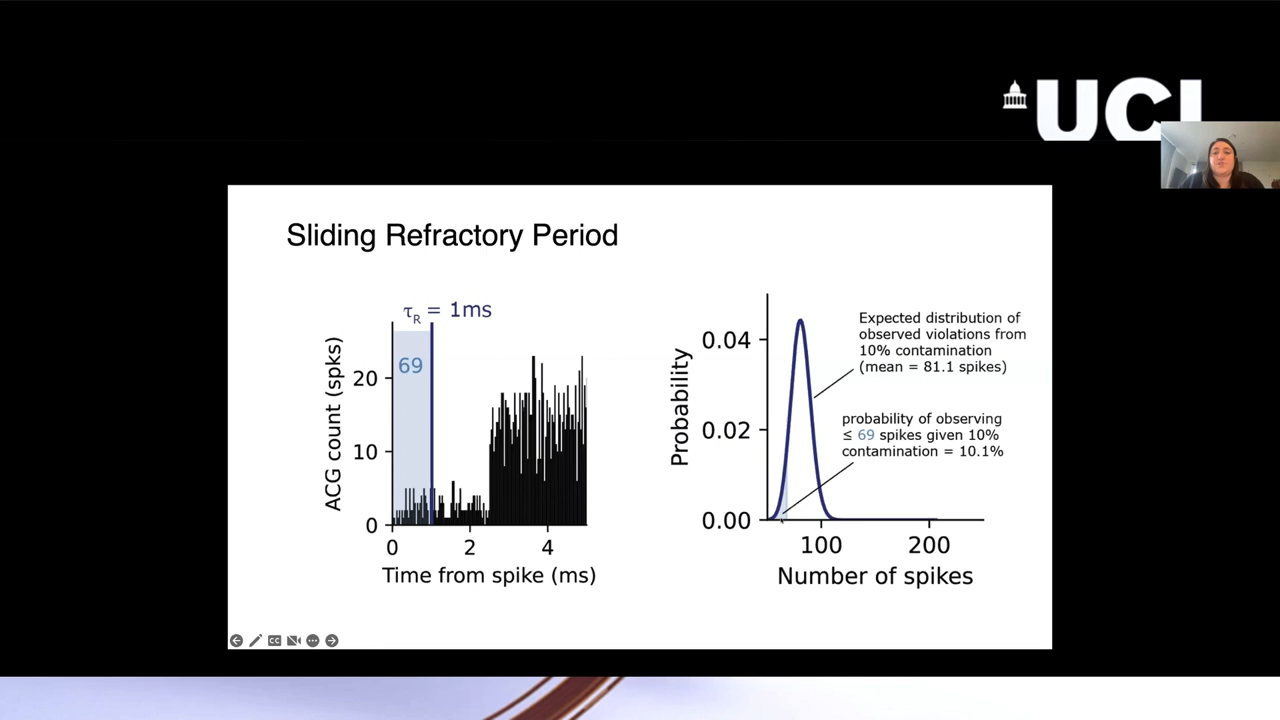 UCL
Sliding Refractory Period
τR = 1ms
69
ACG count (spks)
20
10
0
0
2
4
Time from spike (ms)
Probability
0.04
0.02
0.00
100
200
Number of spikes
Expected distribution of
observed violations from
10% contamination
(mean = 81.1 spikes)
probability of observing
≤ 69 spikes given 10%
contamination = 10.1%
CC